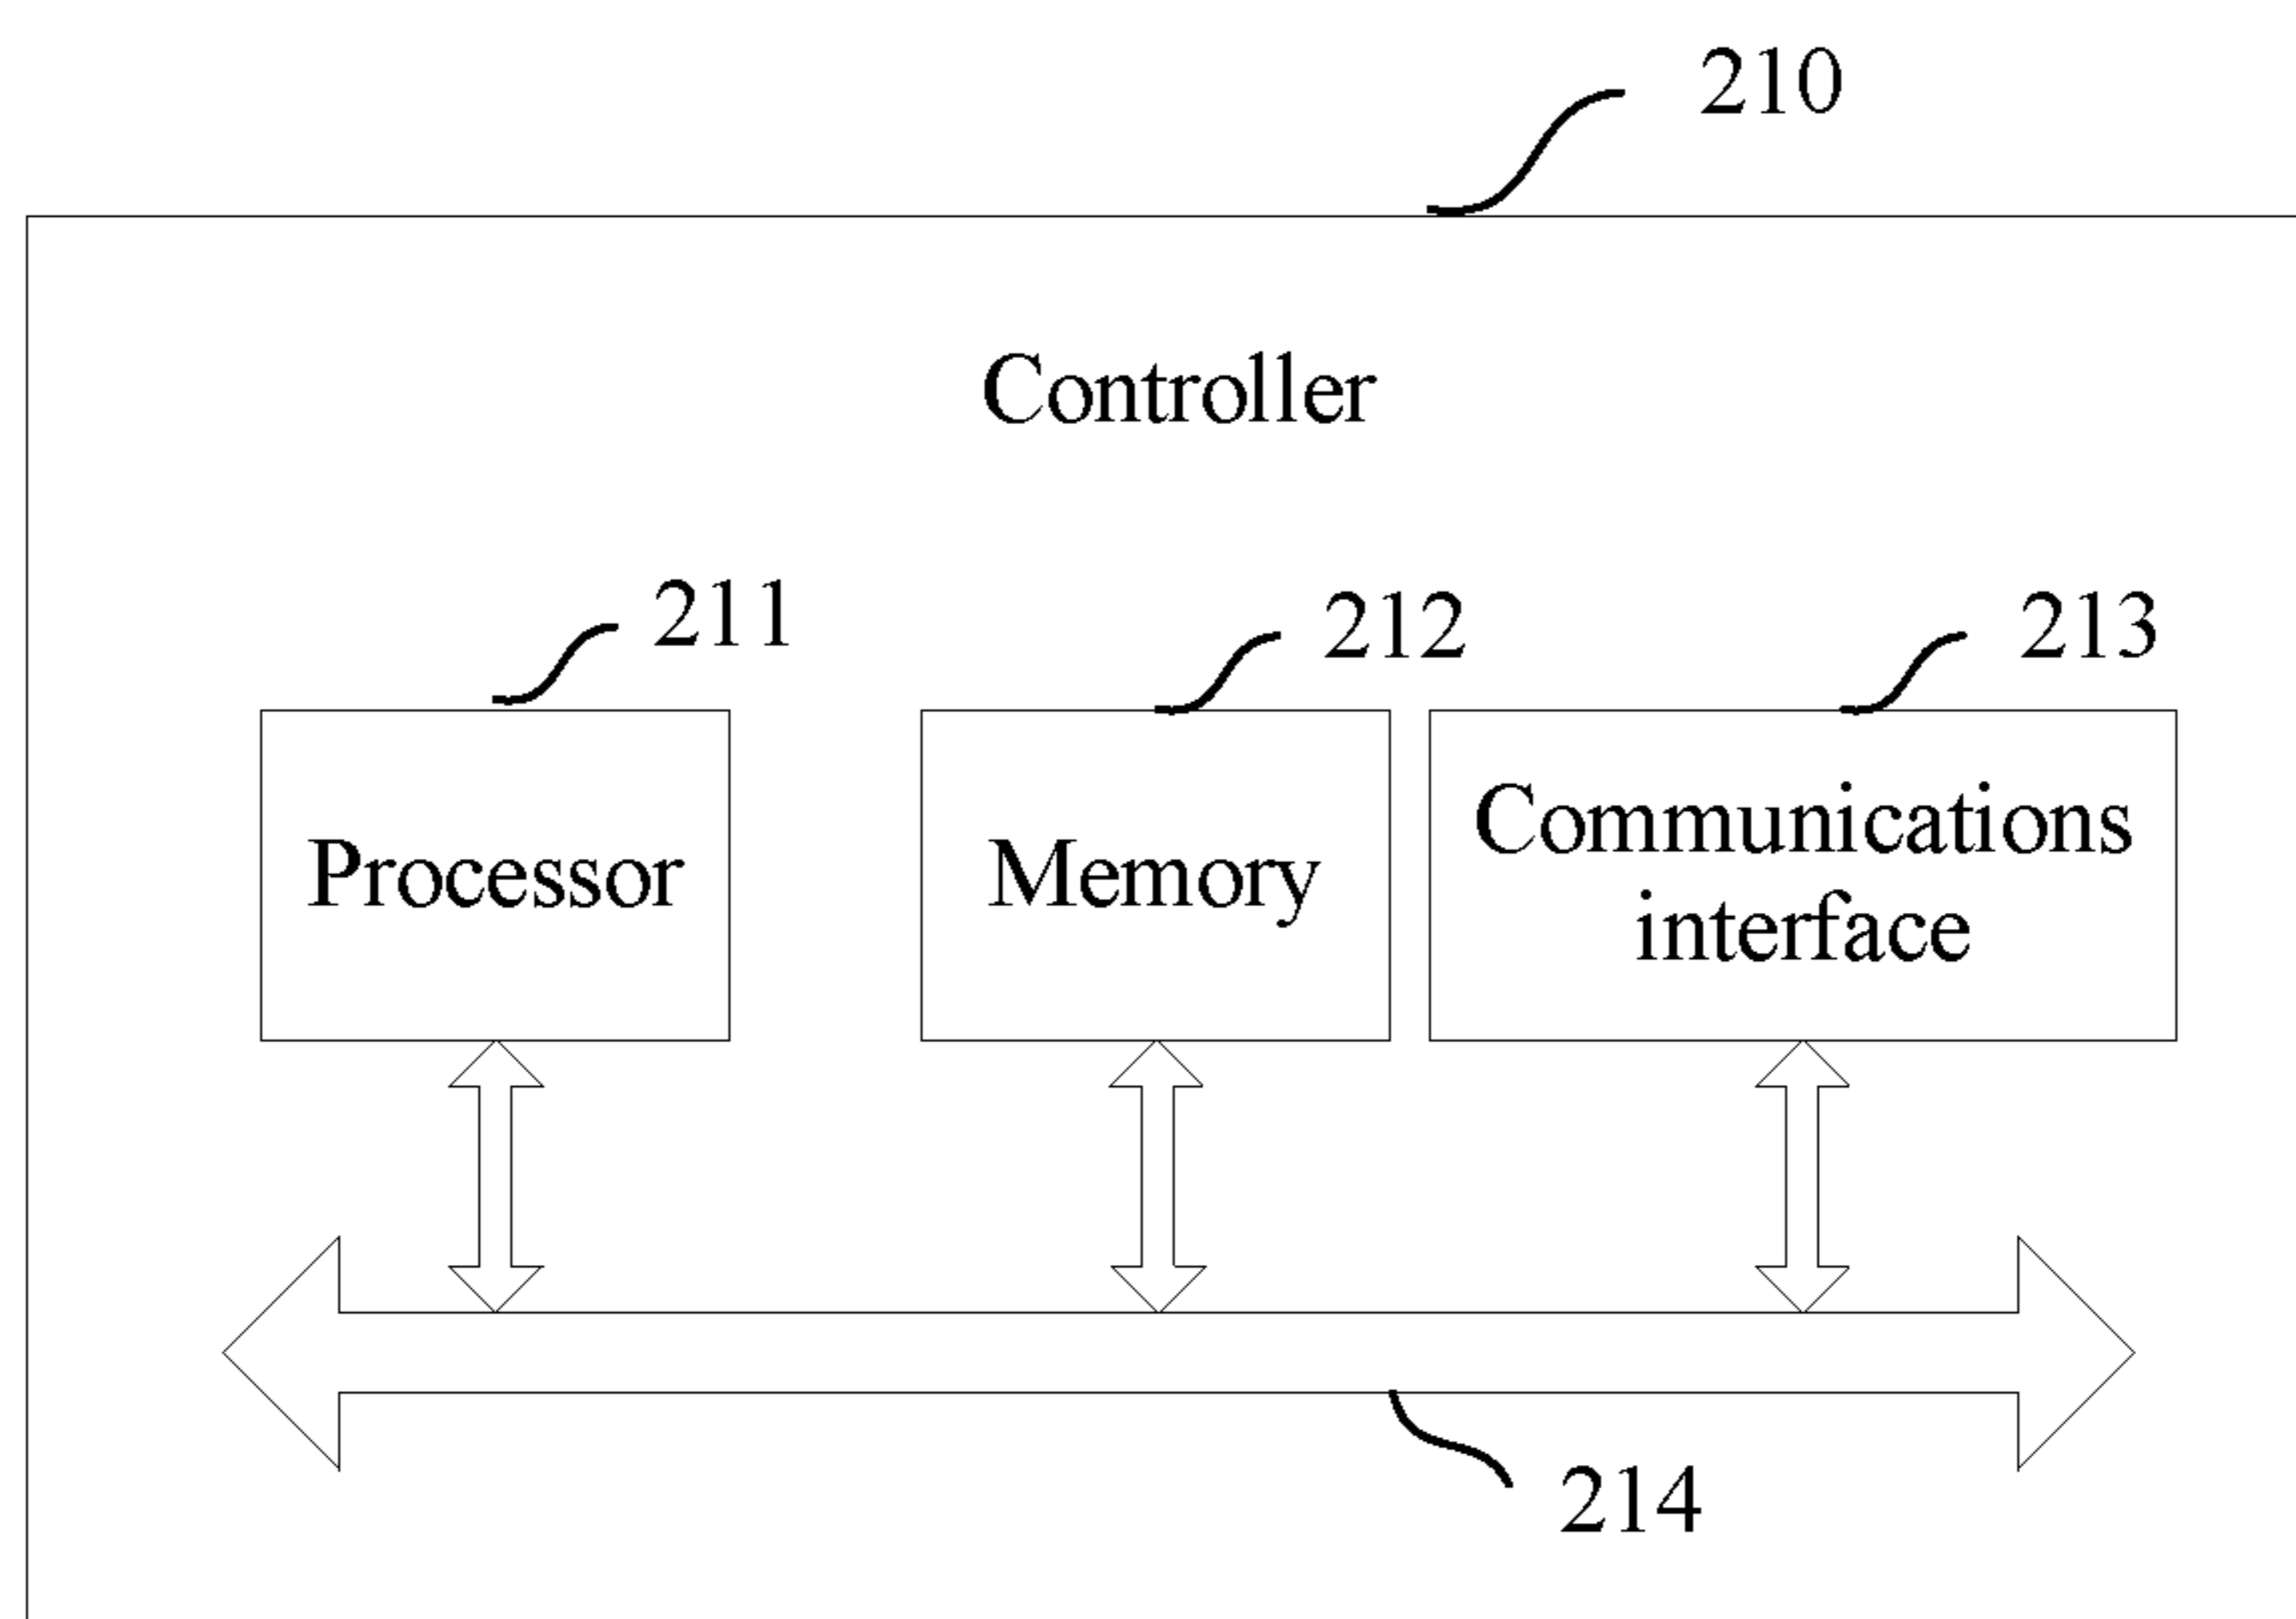 210
Controller
211
212
213
Processor
Memory
Communications
interface
214